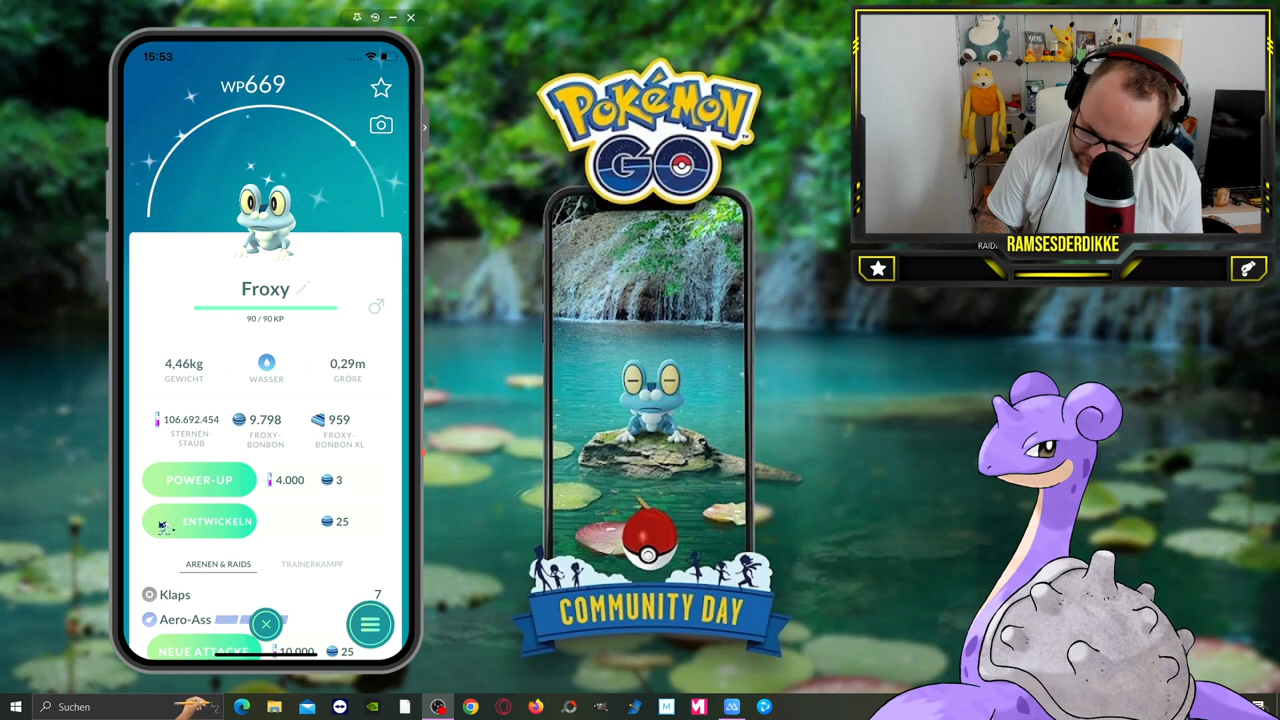 15:53
WP669
Froxy
90 / 90 KP
4,46kg
GEWICHT
WASSER
0,29m
GRÖßE
106.692.454
STERNEN-
STAUB
9.798
FROXY-
BONBON
959
FROXY-
BONBON XL
POWER-UP
4.000
3
ENTWICKELN
25
ARENEN & RAIDS
TRAINERKAMPF
Klaps
7
Aero-Ass
NEUE ATTACKE
10.000
25
POKéMON
GO
COMMUNITY DAY
RAMSESDERDIKKE
Suchen